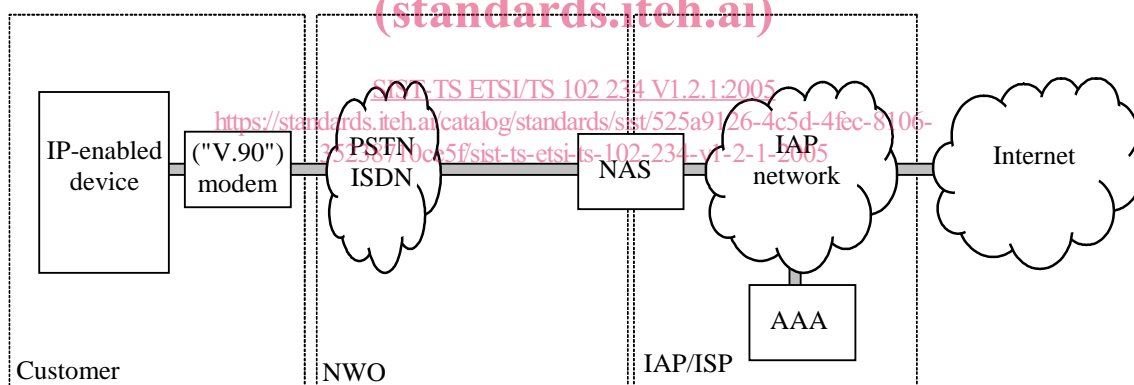 (standards.iteh.ai)
SIST-TS ETSI/TS 102 234 V1.2.1:2005
https://standards.iteh.ai/catalog/standards/sist/525a9126-4c5d-4fec-8106-
35238710ce5f/sist-ts-etsi-ts-102-234-v1-2-1-2005
IP-enabled
device
("V.90")
modem
PSTN
ISDN
NAS
IAP
network
Internet
AAA
Customer
NWO
IAP/ISP